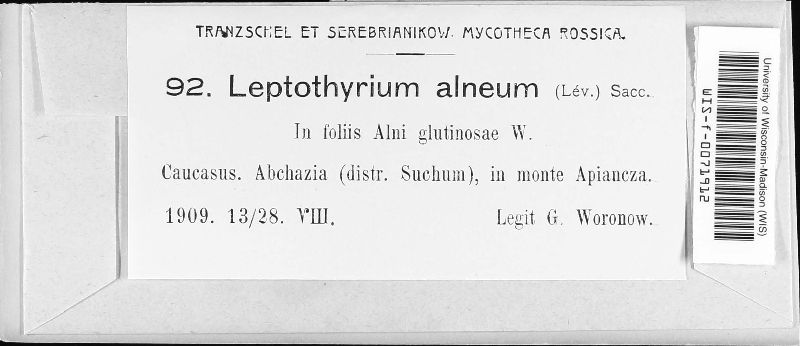 TRANZSCHEL ET SEREBRIANIKOW. MYCOTHECA ROSSICA.
92. Leptothyrium alneum (Lév.) Sacc.
In foliis Alni glutinosae W.
Caucasus. Abchazia (distr. Suchum), in monte Apiancza.
1909. 13/28. VIII. Legit G. Woronow.
WIS-f-0071912
University of Wisconsin-Madison (WIS)